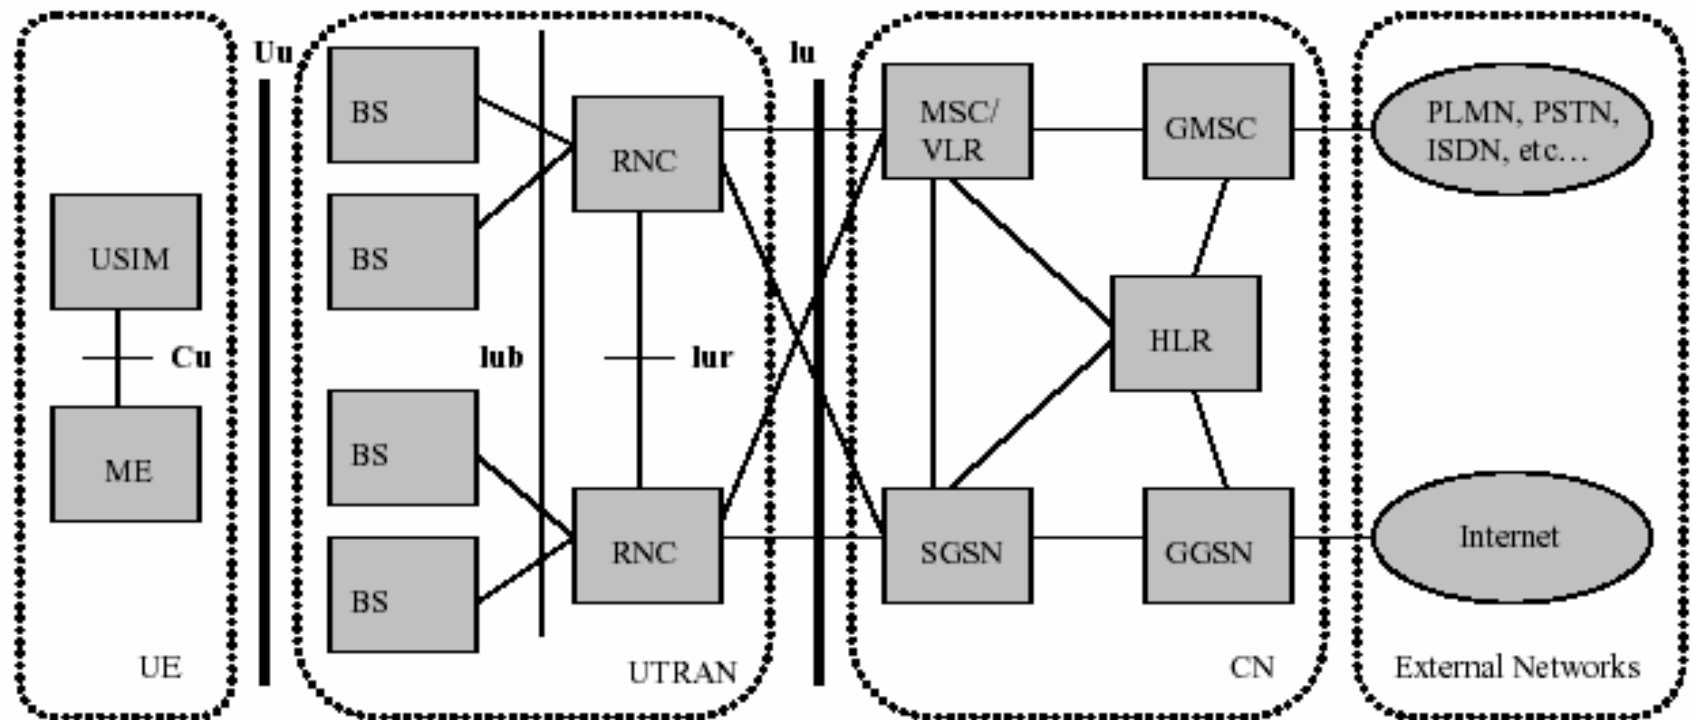 Uu
Iu
BS
BS
BS
BS
USIM
Cu
ME
UE
Iub
RNC
Iur
RNC
UTRAN
MSC/
VLR
GMSC
HLR
SGSN
GGSN
CN
PLMN, PSTN,
ISDN, etc...
Internet
External Networks